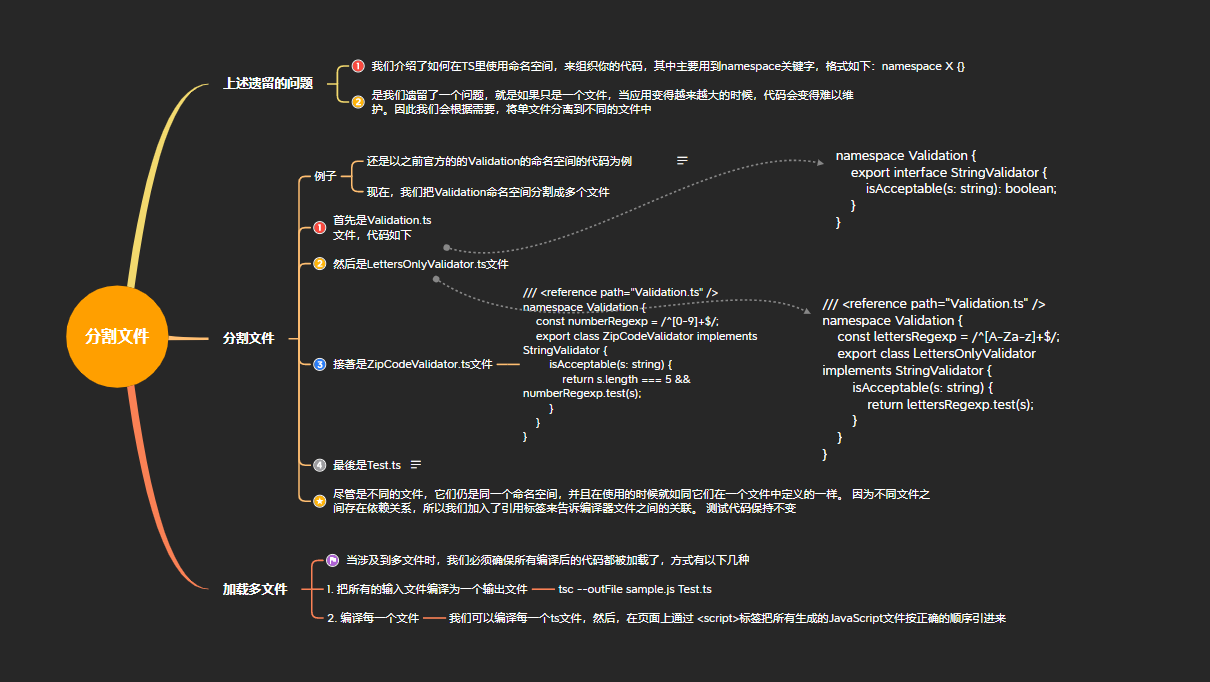 分割文件
上述遗留的问题
1 我们介绍了如何在TS里使用命名空间，来组织你的代码，其中主要用到namespace关键字，格式如下：namespace X {}
2 是我们遗留了一个问题，就是如果只是一个文件，当应用变得越来越大的时候，代码会变得难以维
护。因此我们会根据需要，将单文件分离到不同的文件中
分割文件
例子
还是以之前官方的的Validation的命名空间的代码为例
现在，我们把Validation命名空间分割成多个文件
1 首先是Validation.ts
文件，代码如下
namespace Validation {
export interface StringValidator {
isAcceptable(s: string): boolean;
}
}
2 然后是LettersOnlyValidator.ts文件
/// <reference path="Validation.ts" />
namespace Validation {
const lettersRegexp = /^[A-Za-z]+$/;
export class LettersOnlyValidator
implements StringValidator {
isAcceptable(s: string) {
return lettersRegexp.test(s);
}
}
}
3 接著是ZipCodeValidator.ts文件
/// <reference path="Validation.ts" />
namespace Validation {
const numberRegexp = /^[0-9]+$/;
export class ZipCodeValidator implements
StringValidator {
isAcceptable(s: string) {
return s.length === 5 &&
numberRegexp.test(s);
}
}
}
4 最後是Test.ts
尽管是不同的文件，它们仍是同一个命名空间，并且在使用的时候就如同它们在一个文件中定义的一样。 因为不同文件之
间存在依赖关系，所以我们加入了引用标签来告诉编译器文件之间的关联。 测试代码保持不变
加载多文件
当涉及到多文件时，我们必须确保所有编译后的代码都被加载了，方式有以下几种
1. 把所有的输入文件编译为一个输出文件
tsc --outFile sample.js Test.ts
2. 编译每一个文件
我们可以编译每一个ts文件，然后，在页面上通过 <script>标签把所有生成的JavaScript文件按正确的顺序引进来